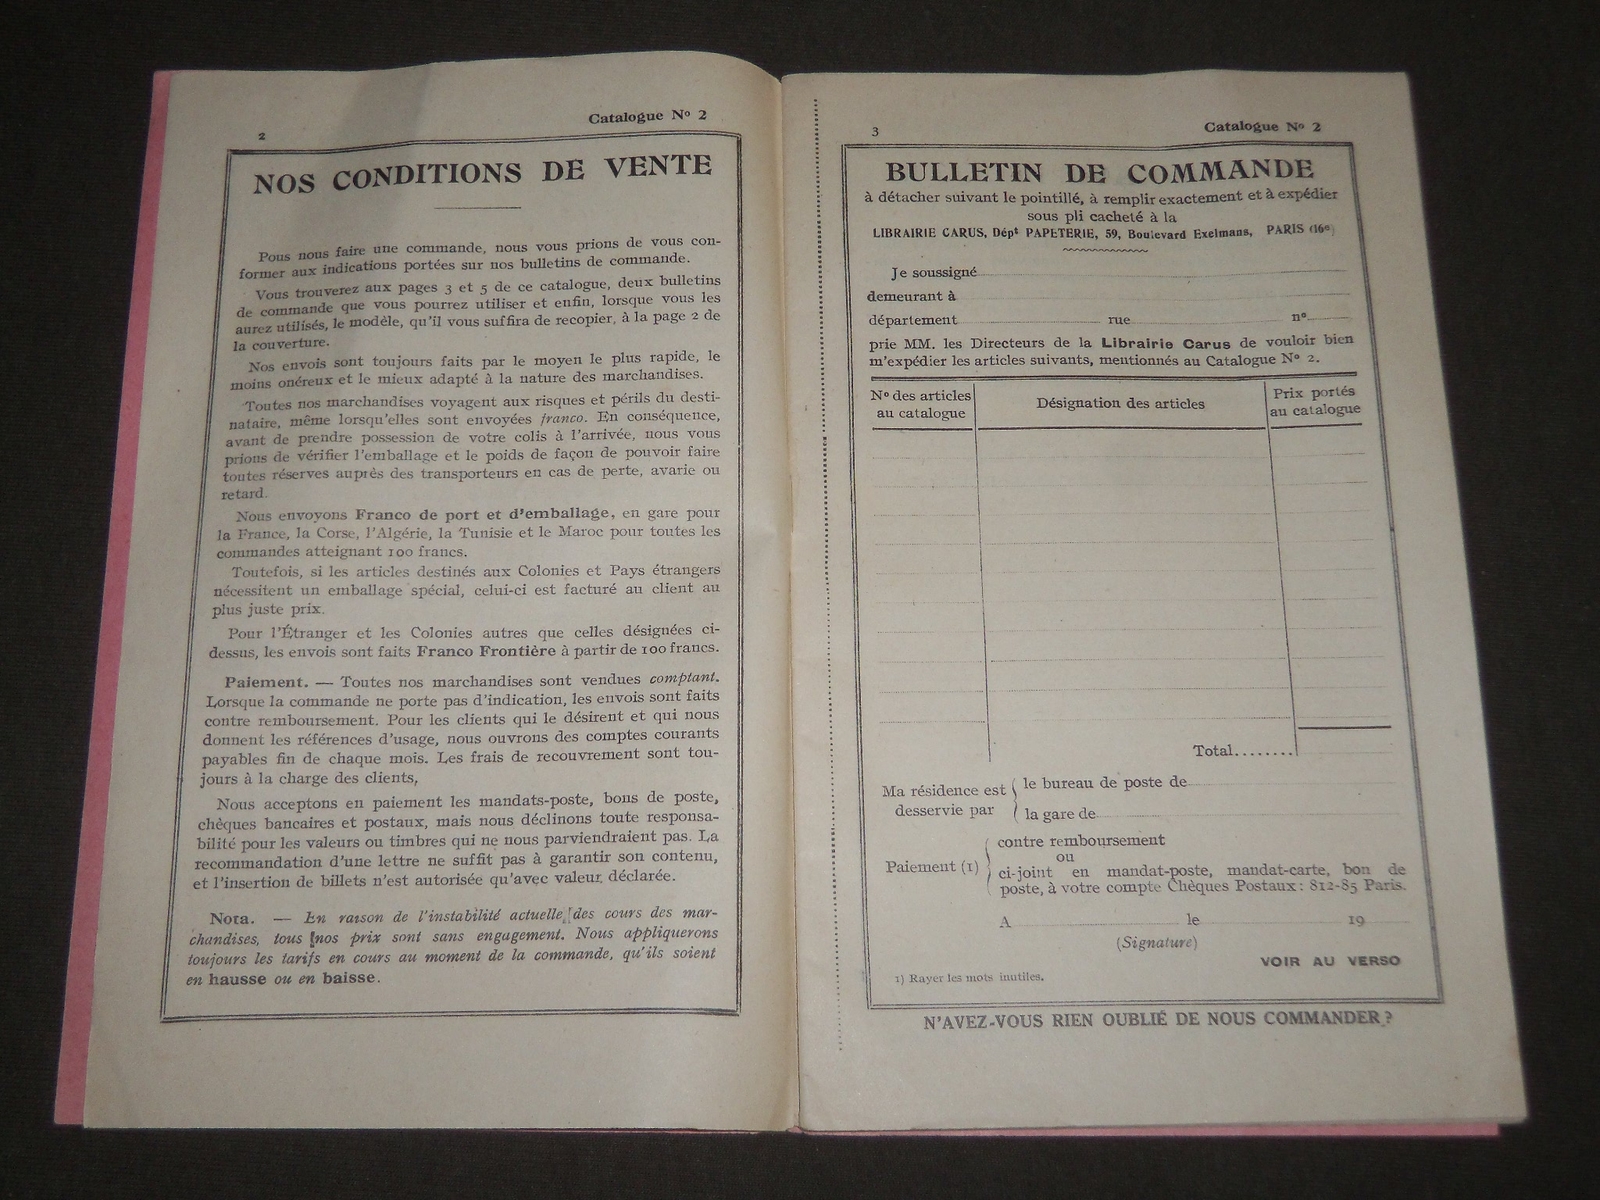 2
Catalogue Nº 2
NOS CONDITIONS DE VENTE
Pous nous faire une commande, nous vous prions de vous con-
former aux indications portées sur nos bulletins de commande.
Vous trouverez aux pages 3 et 5 de ce catalogue, deux bulletins
de commande que vous pourrez utiliser et enfin, lorsque vous les
aurez utilisés, le modèle, qu'il vous suffira de recopier, à la page 2 de
la couverture.
Nos envois sont toujours faits par le moyen le plus rapide, le
moins onéreux et le mieux adapté à la nature des marchandises.
Toutes nos marchandises voyagent aux risques et périls du desti-
nataire, même lorsqu'elles sont envoyées franco. En conséquence,
avant de prendre possession de votre colis à l'arrivée, nous vous
prions de vérifier l'emballage et le poids de façon de pouvoir faire
toutes réserves auprès des transporteurs en cas de perte, avarie ou
retard.
Nous envoyons Franco de port et d'emballage, en gare pour
la France, la Corse, l'Algérie, la Tunisie et le Maroc pour toutes les
commandes atteignant 100 francs.
Toutefois, si les articles destinés aux Colonies et Pays étrangers
nécessitent un emballage spécial, celui-ci est facturé au client au
plus juste prix.
Pour l'Étranger et les Colonies autres que celles désignées ci-
dessus, les envois sont faits Franco Frontière à partir de 100 francs.
Paiement. — Toutes nos marchandises sont vendues comptant.
Lorsque la commande ne porte pas d'indication, les envois sont faits
contre remboursement. Pour les clients qui le désirent et qui nous
donnent les références d'usage, nous ouvrons des comptes courants
payables fin de chaque mois. Les frais de recouvrement sont tou-
jours à la charge des clients,
Nous acceptons en paiement les mandats-poste, bons de poste,
chèques bancaires et postaux, mais nous déclinons toute responsa-
bilité pour les valeurs ou timbres qui ne nous parviendraient pas. La
recommandation d'une lettre ne suffit pas à garantir son contenu,
et l'insertion de billets n'est autorisée qu'avec valeur déclarée.
Nota. — En raison de l'instabilité actuelle des cours des mar-
chandises, tous nos prix sont sans engagement. Nous appliquerons
toujours les tarifs en cours au moment de la commande, qu'ils soient
en hausse ou en baisse.
3
Catalogue Nº 2
BULLETIN DE COMMANDE
à détacher suivant le pointillé, à remplir exactement et à expédier
sous pli cacheté à la
LIBRAIRIE CARUS, Dépt PAPETERIE, 59, Boulevard Exelmans, PARIS (16e)
Je soussigné
demeurant à
département rue nº
prie MM. les Directeurs de la Librairie Carus de vouloir bien
m'expédier les articles suivants, mentionnés au Catalogue Nº 2.
Nº des articles
au catalogue
Désignation des articles
Prix portés
au catalogue
Total........
Ma résidence est
desservie par
le bureau de poste de
la gare de
Paiement (1)
contre remboursement
ou
ci-joint en mandat-poste, mandat-carte, bon de
poste, à votre compte Chèques Postaux : 812-85 Paris.
A le 19
(Signature)
VOIR AU VERSO
1) Rayer les mots inutiles.
N'AVEZ-VOUS RIEN OUBLIÉ DE NOUS COMMANDER ?